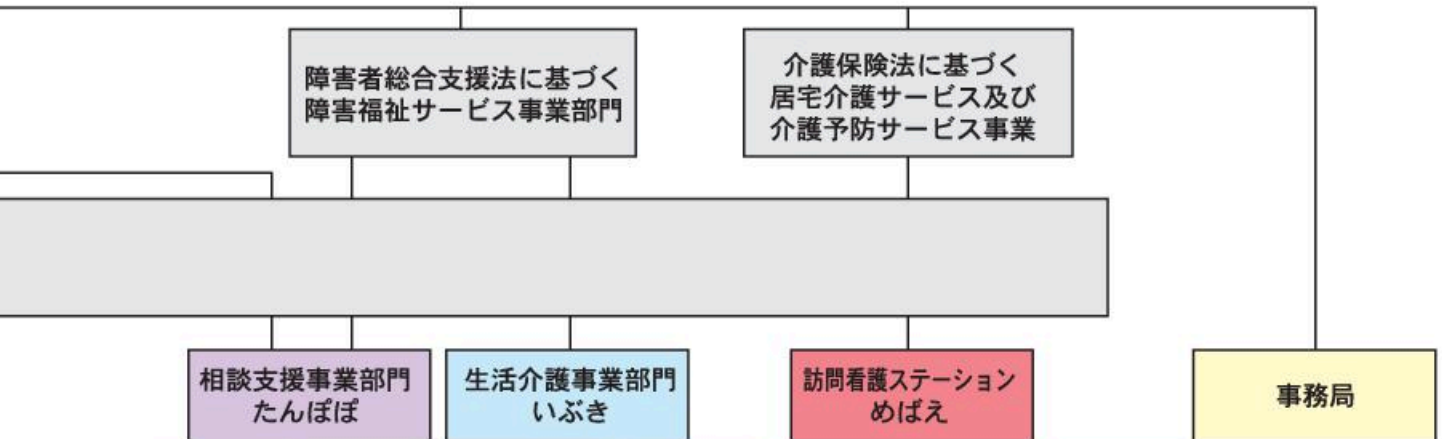 障害者総合支援法に基づく
障害福祉サービス事業部門
介護保険法に基づく
居宅介護サービス及び
介護予防サービス事業
相談支援事業部門
たんぽぽ
生活介護事業部門
いぶき
訪問看護ステーション
めばえ
事務局